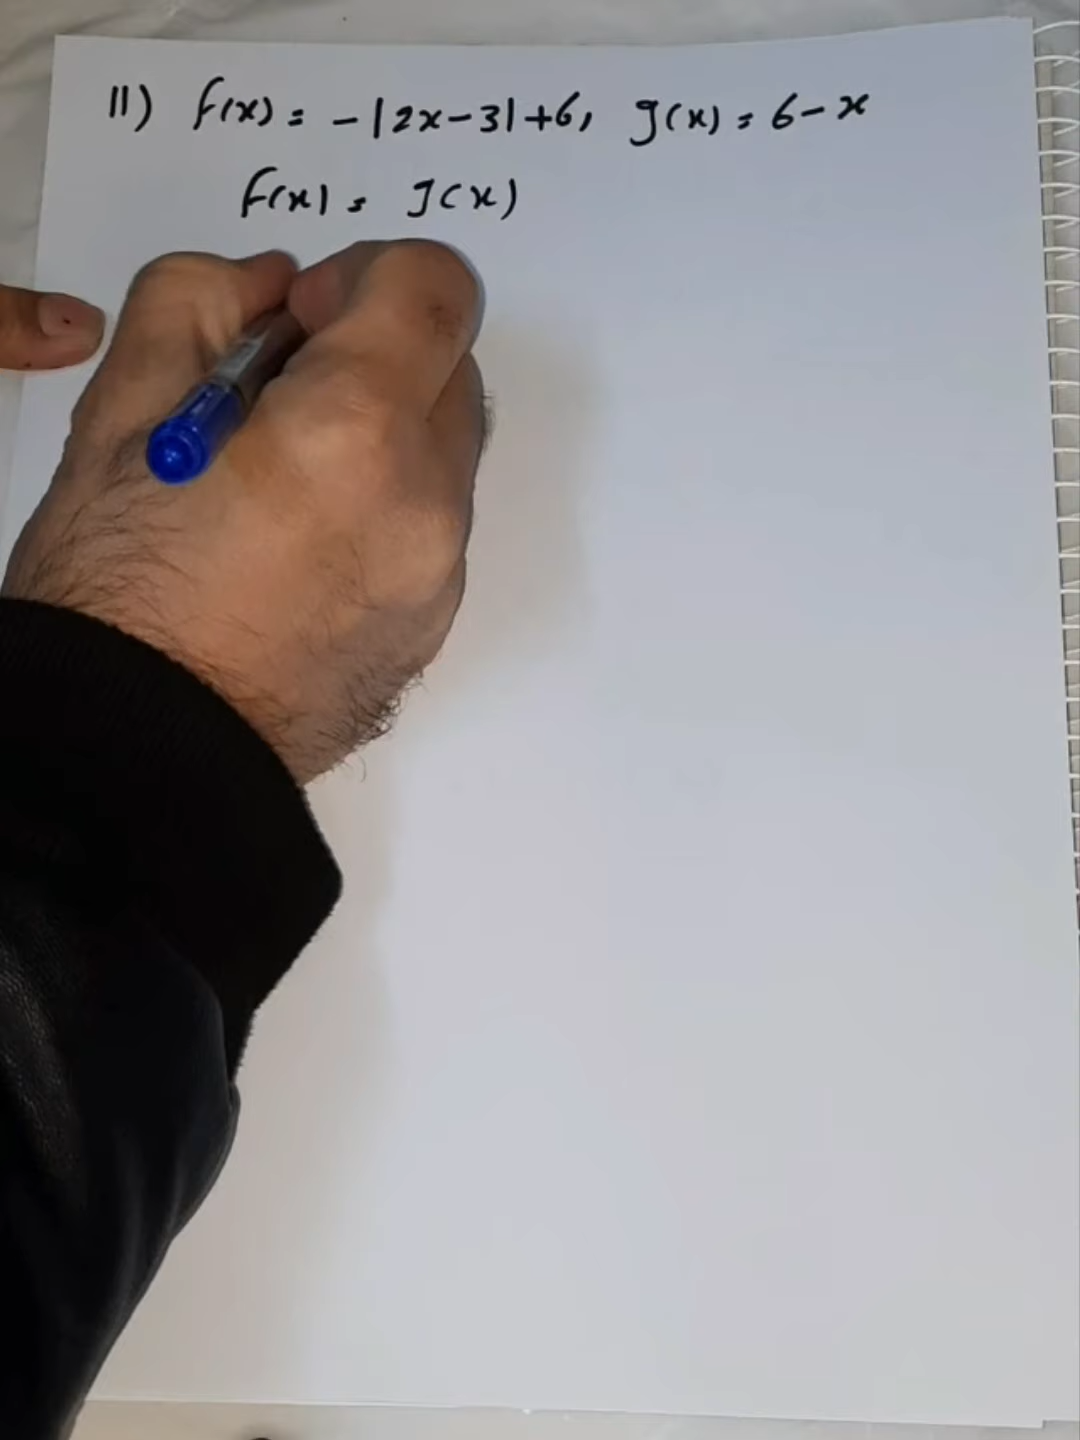 11) f(x) = -|2x-3|+6, g(x) = 6-x
f(x) = g(x)